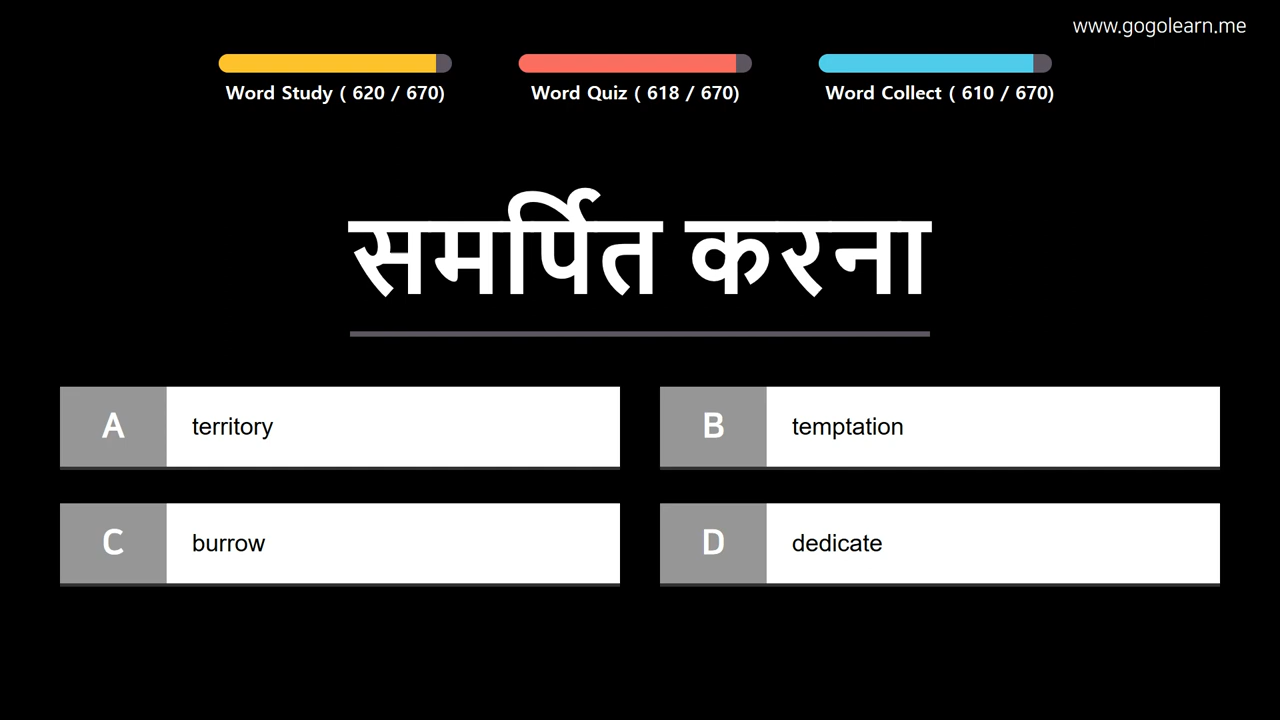 www.gogolearn.me
Word Study ( 620 / 670)
Word Quiz ( 618 / 670)
Word Collect ( 610 / 670)
समर्पित करना
A territory
B temptation
C burrow
D dedicate